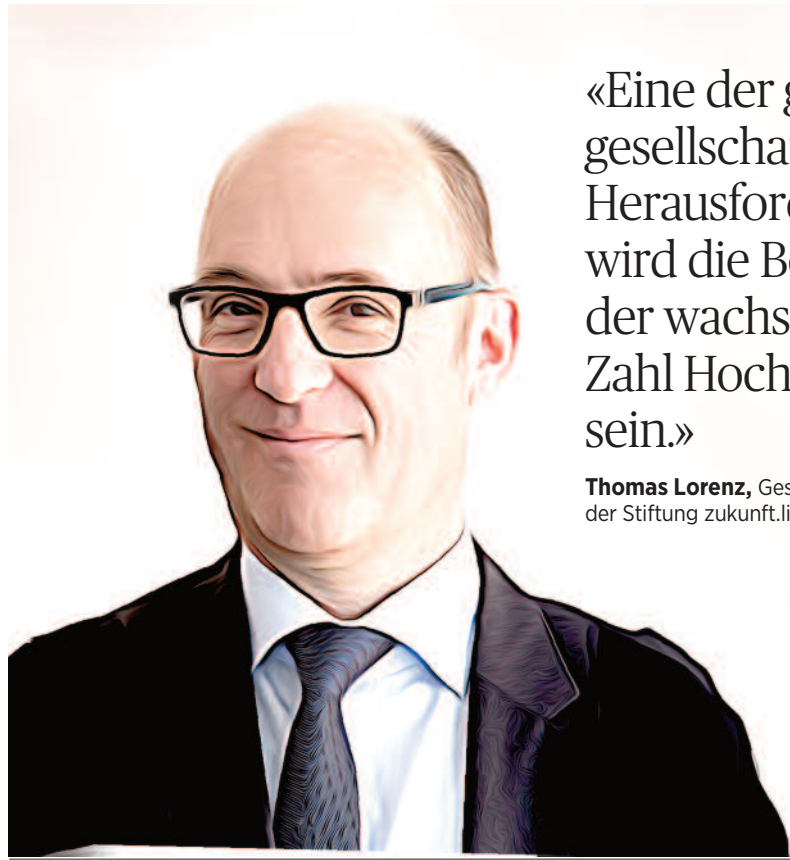 «Eine der
gesellscha
Herausfor
wird die B
der wachs
Zahl Hoch
sein.»
Thomas Lorenz, Ges
der Stiftung zukunft.li